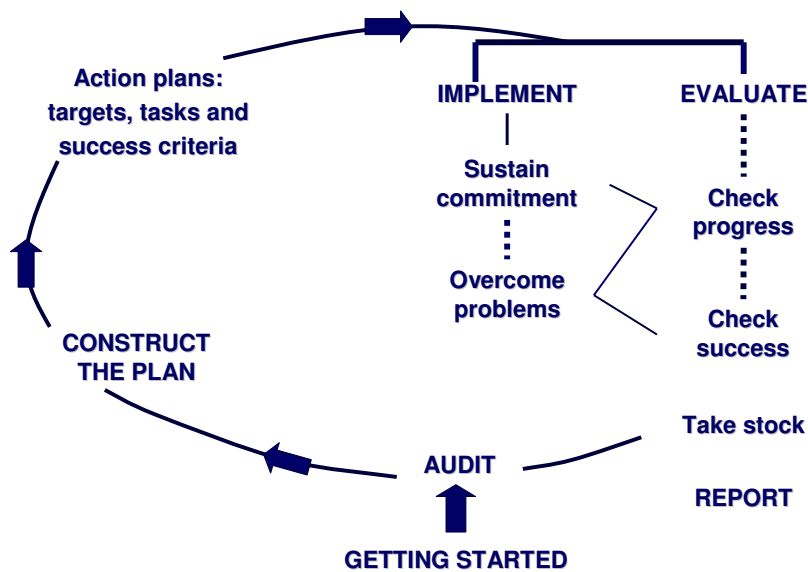 Action plans:
targets, tasks and
success criteria
IMPLEMENT
EVALUATE
Sustain
commitment
Check
progress
Overcome
problems
Check
success
CONSTRUCT
THE PLAN
Take stock
AUDIT
REPORT
GETTING STARTED